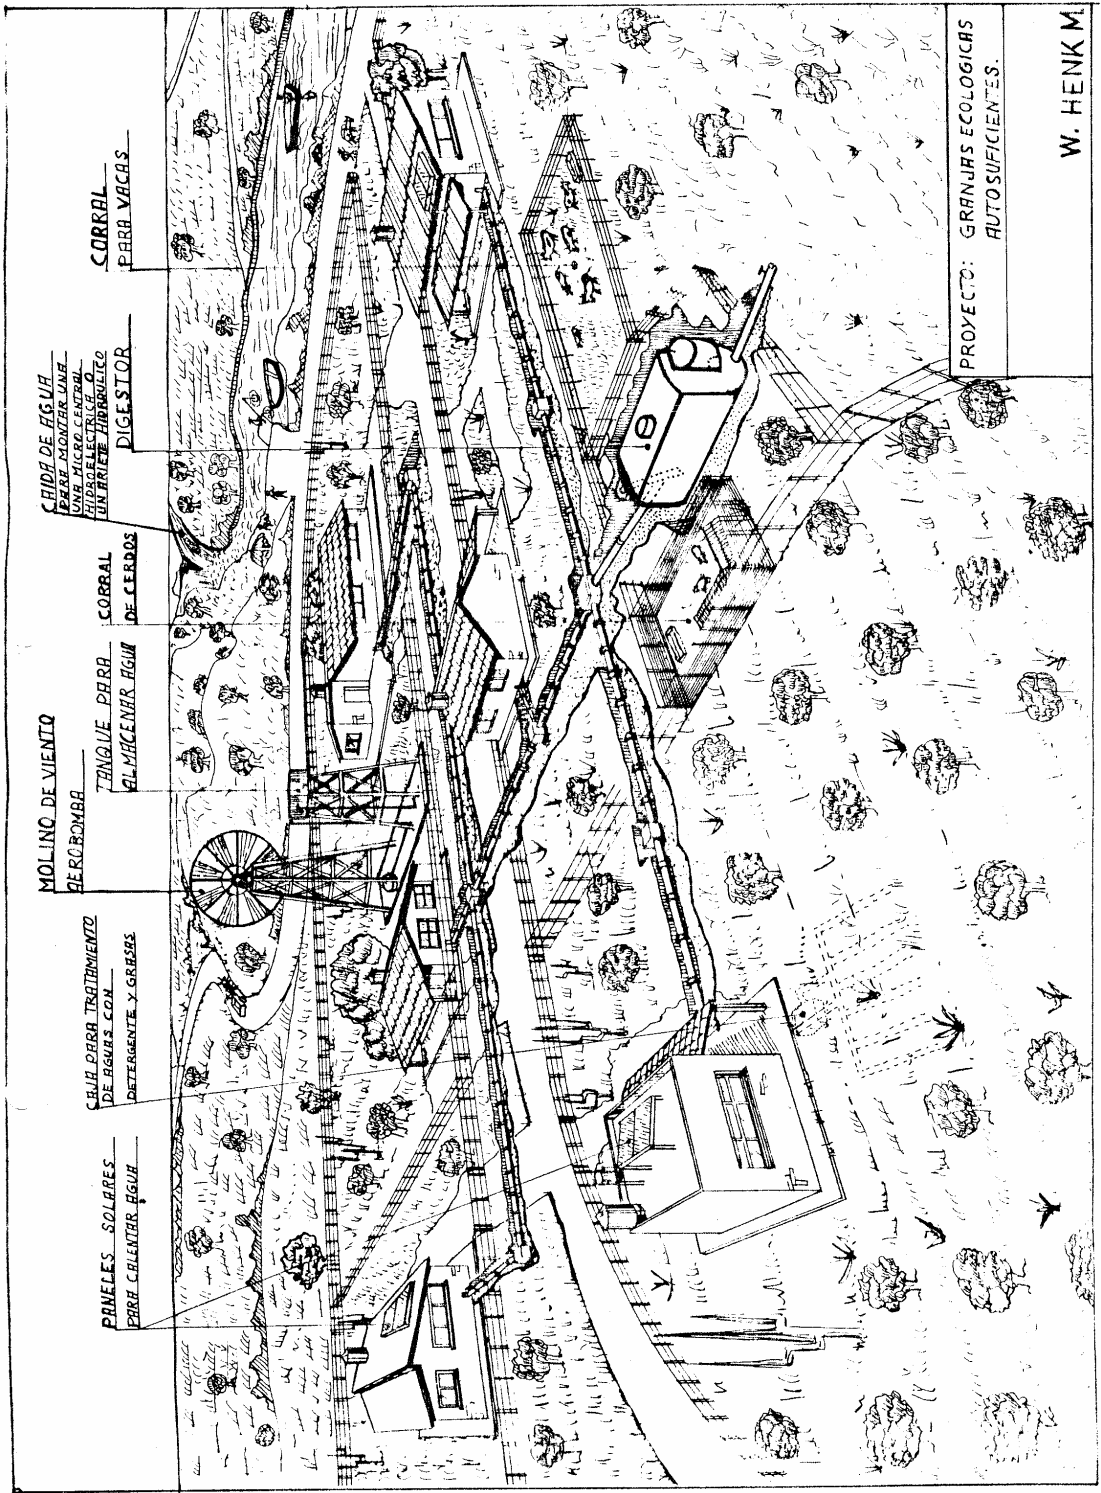 PANELES SOLARES
PARA CALENTAR AGUA
CAJA PARA TRATAMIENTO
DE AGUAS CON
DETERGENTE Y GRASAS
MOLINO DE VIENTO
AEROBOMBA
TANQUE PARA
ALMACENAR AGUA
CORRAL
DE CERDOS
CAIDA DE AGUA
PARA MONTAR UNA
UNA MICRO CENTRAL
HIDROELECTRICA O
UN ARIETE HIDROULICO
DIGESTOR
CORRAL
PARA VACAS
PROYECTO: GRANJAS ECOLOGICAS
AUTOSUFICIENTES.
W. HENK M